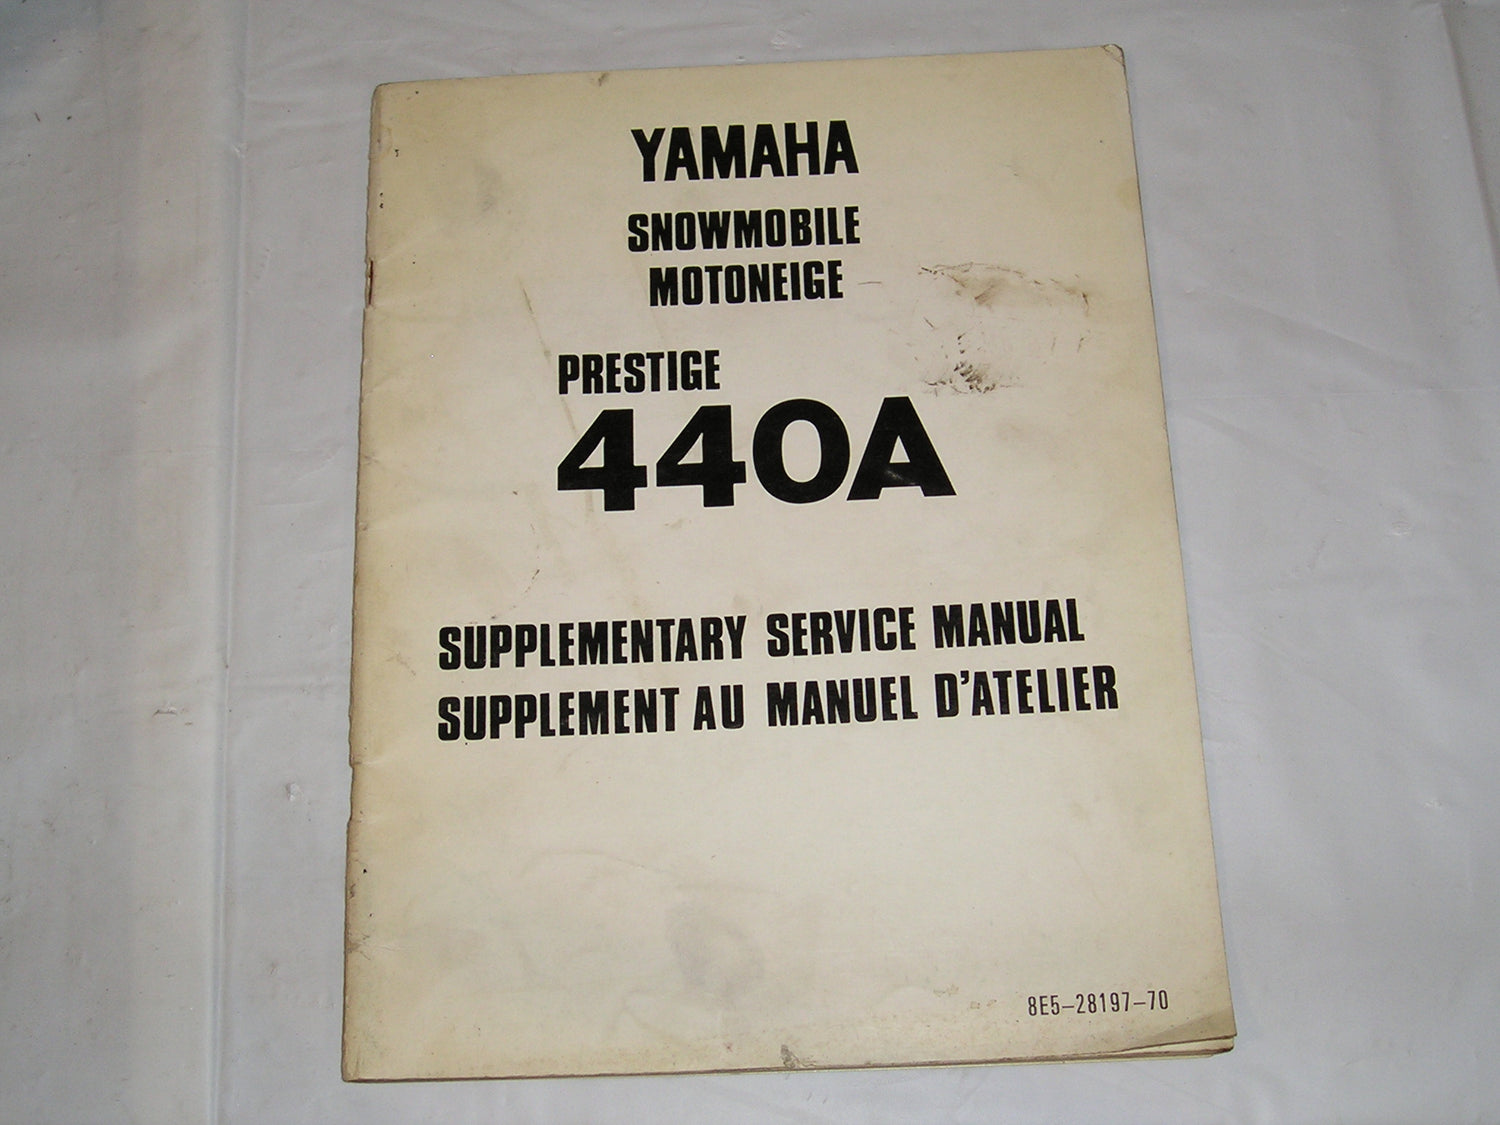 YAMAHA
SNOWMOBILE
MOTONEIGE
PRESTIGE
440A
SUPPLEMENTARY SERVICE MANUAL
SUPPLEMENT AU MANUEL D'ATELIER
8E5-28197-70